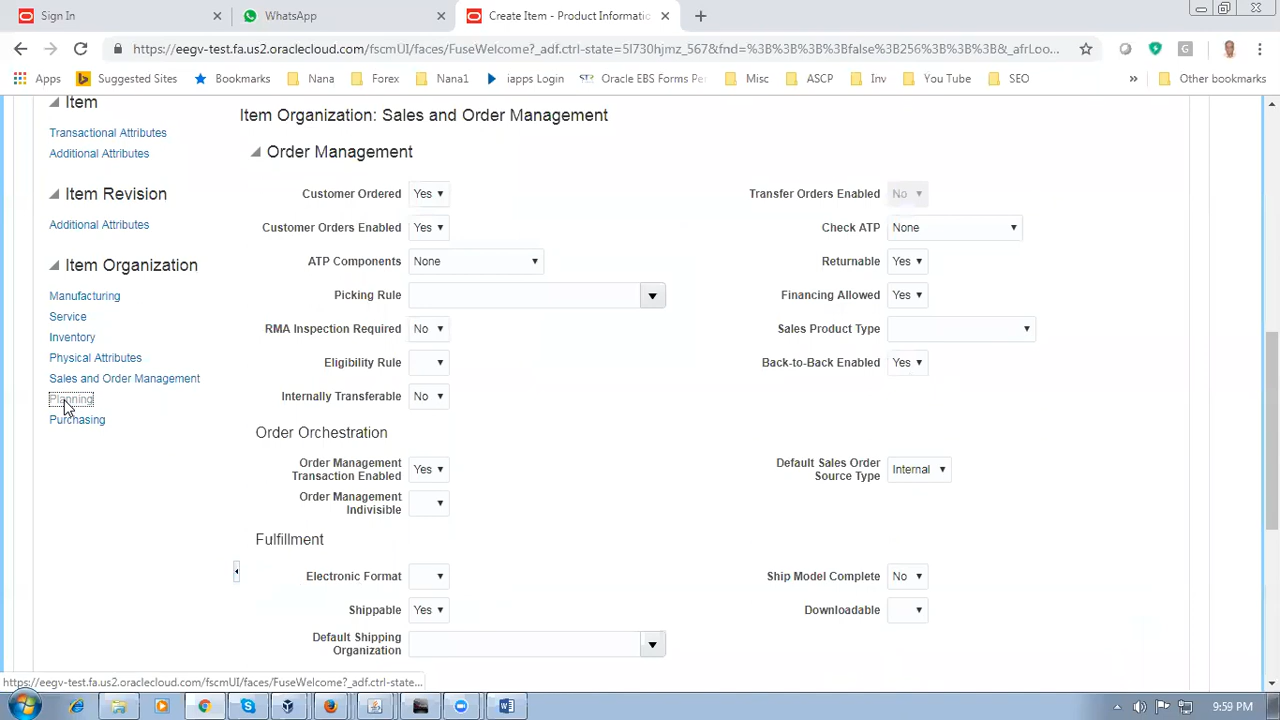 Sign In
WhatsApp
Create Item - Product Informatio
https://eegv-test.fa.us2.oraclecloud.com/fscmUI/faces/FuseWelcome?_adf.ctrl-state=5l730hjmz_567&fnd=%3B%3B%3B%3Bfalse%3B256%3B%3B%3B&_afrLoo...
Apps
Suggested Sites
Bookmarks
Nana
Forex
Nana1
iapps Login
Oracle EBS Forms Pe
Misc
ASCP
Inv
You Tube
SEO
»
Other bookmarks
Item
Transactional Attributes
Additional Attributes
Item Revision
Additional Attributes
Item Organization
Manufacturing
Service
Inventory
Physical Attributes
Sales and Order Management
Planning
Purchasing
Item Organization: Sales and Order Management
Order Management
Customer Ordered Yes
Transfer Orders Enabled No
Customer Orders Enabled Yes
Check ATP None
ATP Components None
Returnable Yes
Picking Rule
Financing Allowed Yes
RMA Inspection Required No
Sales Product Type
Eligibility Rule
Back-to-Back Enabled Yes
Internally Transferable No
Order Orchestration
Order Management
Transaction Enabled Yes
Default Sales Order
Source Type Internal
Order Management
Indivisible
Fulfillment
Electronic Format
Ship Model Complete No
Shippable Yes
Downloadable
Default Shipping
Organization
https://eegv-test.fa.us2.oraclecloud.com/fscmUI/faces/FuseWelcome?_adf.ctrl-state...
9:59 PM